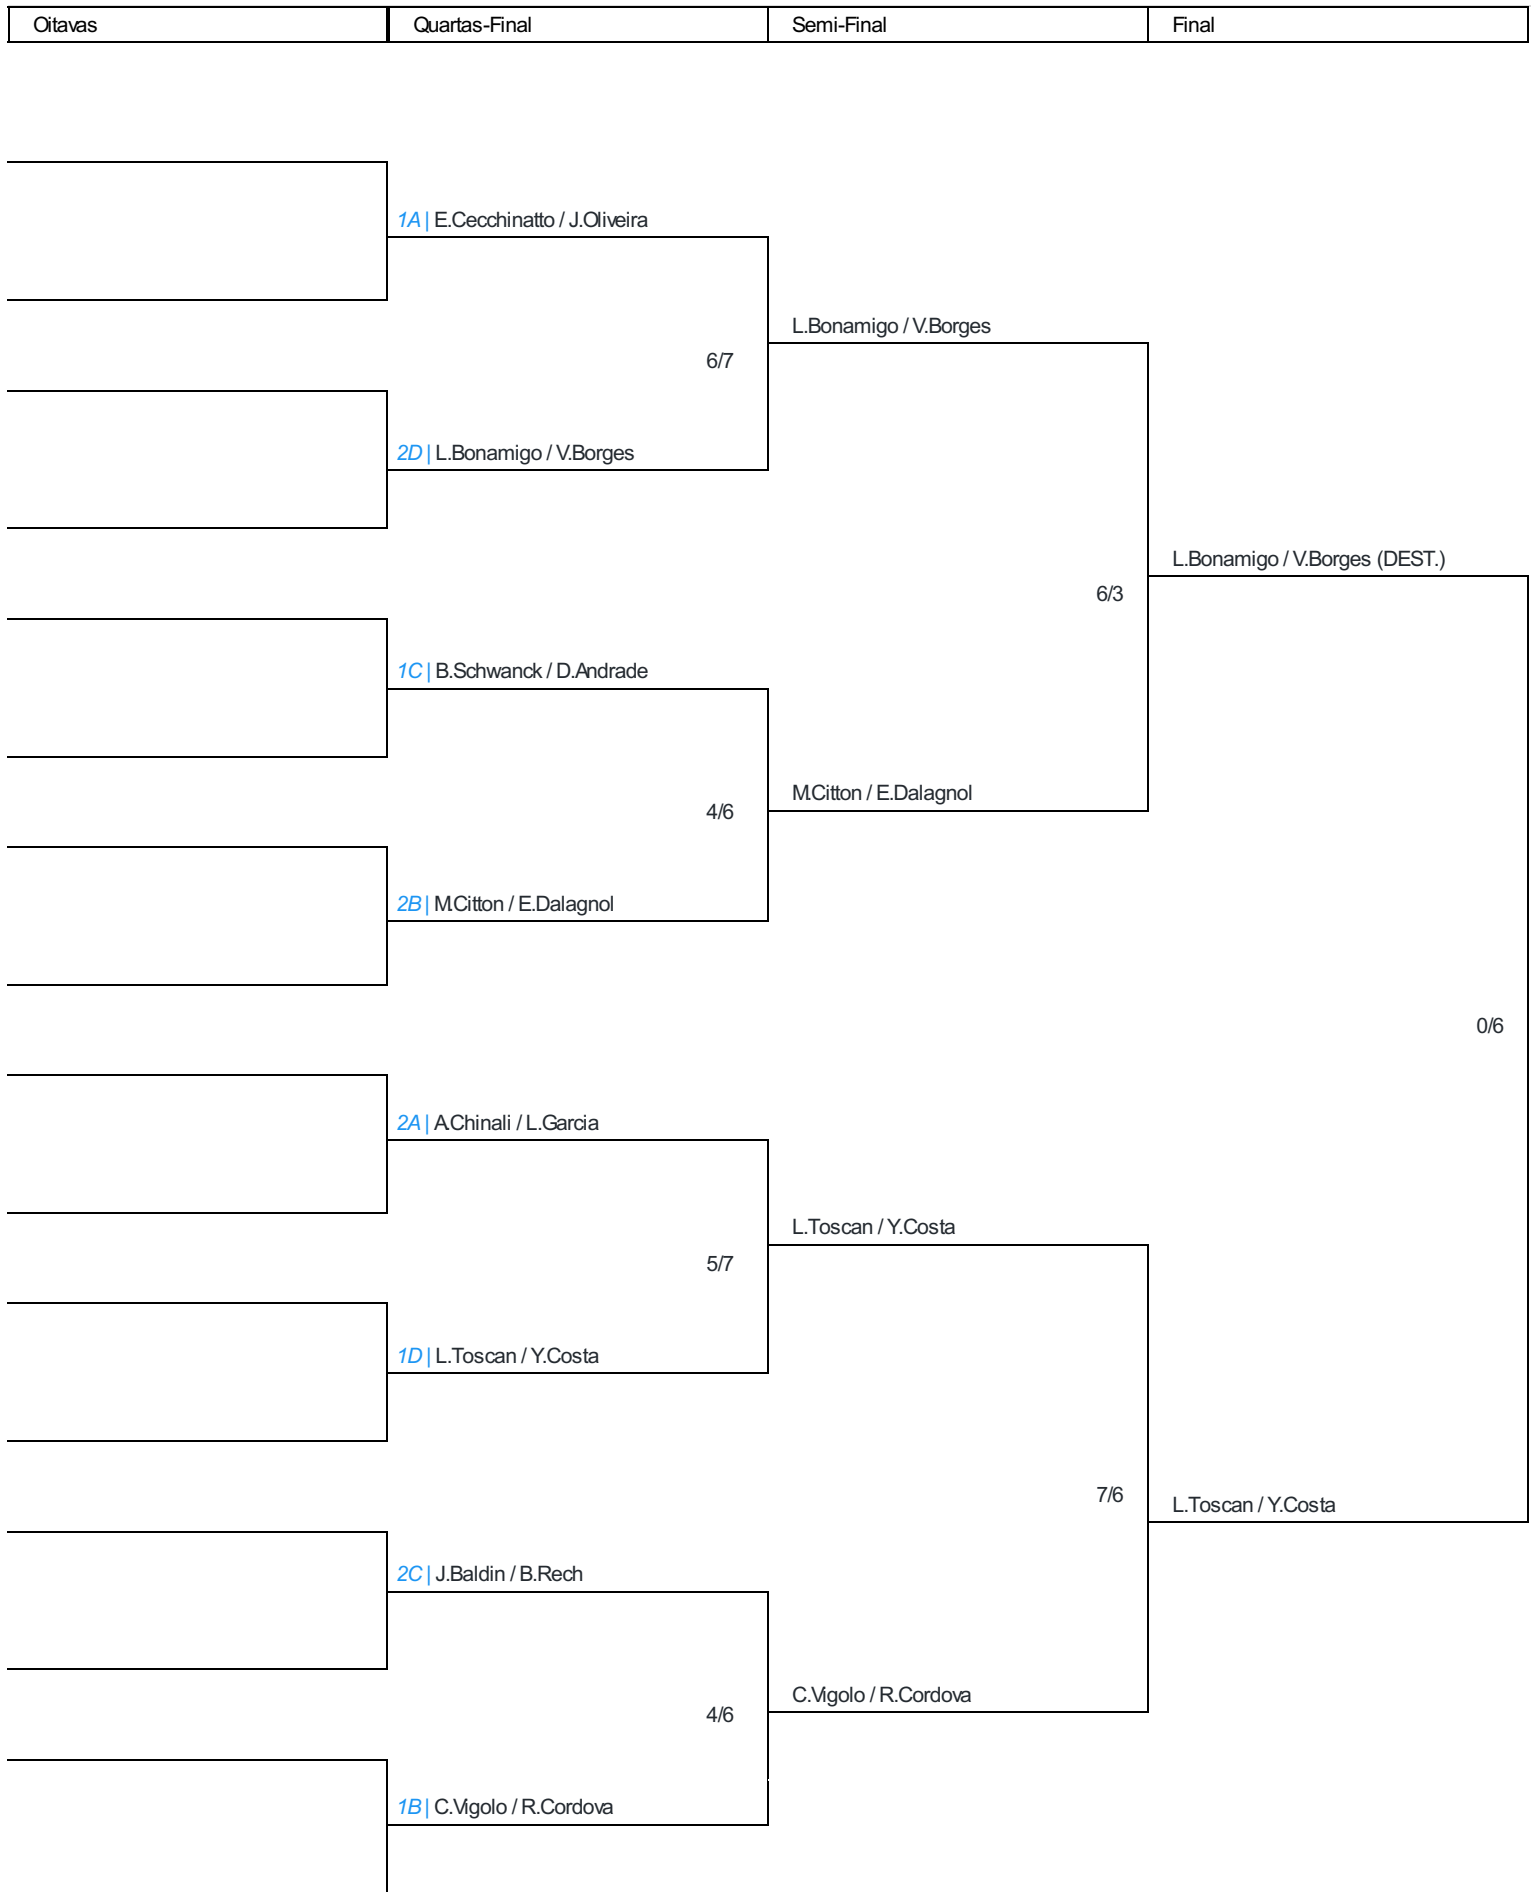 Oitavas
Quartas-Final
Semi-Final
Final
1A | E.Cecchinatto / J.Oliveira
L.Bonamigo / V.Borges
6/7
2D | L.Bonamigo / V.Borges
L.Bonamigo / V.Borges (DEST.)
6/3
1C | B.Schwanck / D.Andrade
M.Citton / E.Dalagnol
4/6
2B | M.Citton / E.Dalagnol
0/6
2A | A.Chinali / L.Garcia
L.Toscan / Y.Costa
5/7
1D | L.Toscan / Y.Costa
7/6
L.Toscan / Y.Costa
2C | J.Baldin / B.Rech
C.Vigolo / R.Cordova
4/6
1B | C.Vigolo / R.Cordova